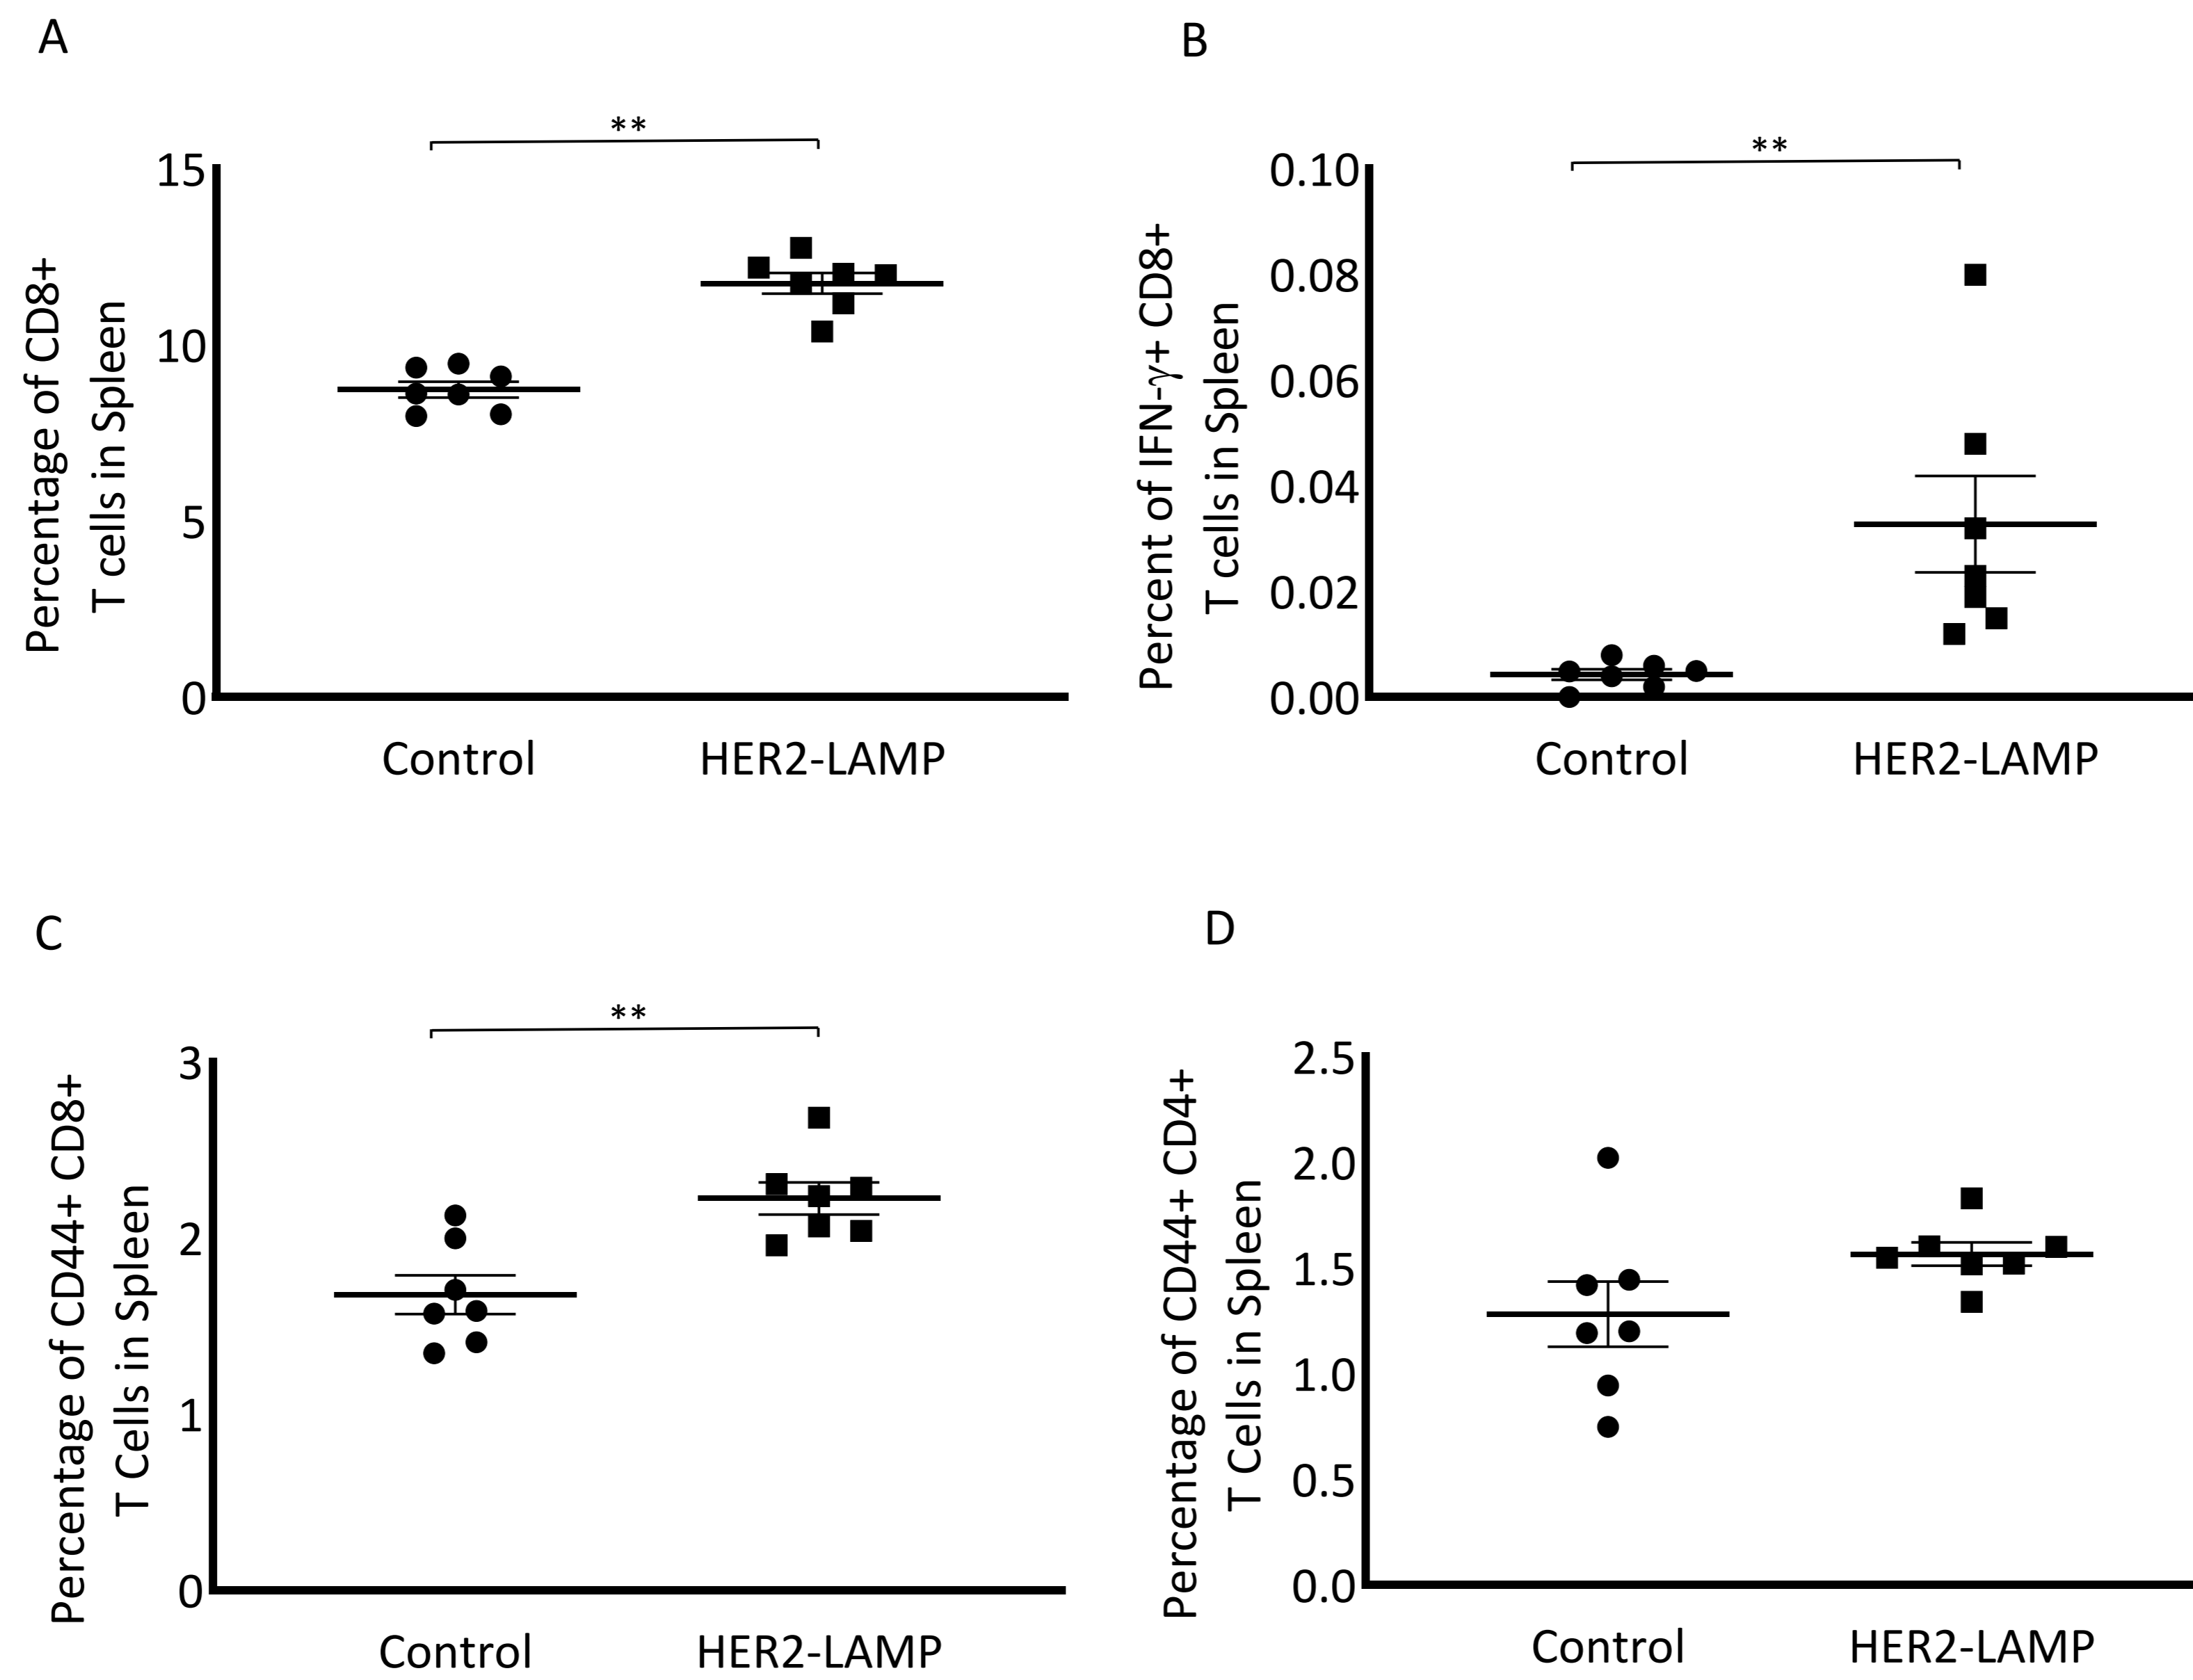 A
**
15
10
5
0
Percentage of CD8+
T cells in Spleen
Control
HER2-LAMP
B
**
0.10
0.08
0.06
0.04
0.02
0.00
Percent of IFN-γ+ CD8+
T cells in Spleen
Control
HER2-LAMP
C
**
3
2
1
0
Percentage of CD44+ CD8+
T Cells in Spleen
Control
HER2-LAMP
D
2.5
2.0
1.5
1.0
0.5
0.0
Percentage of CD44+ CD4+
T Cells in Spleen
Control
HER2-LAMP